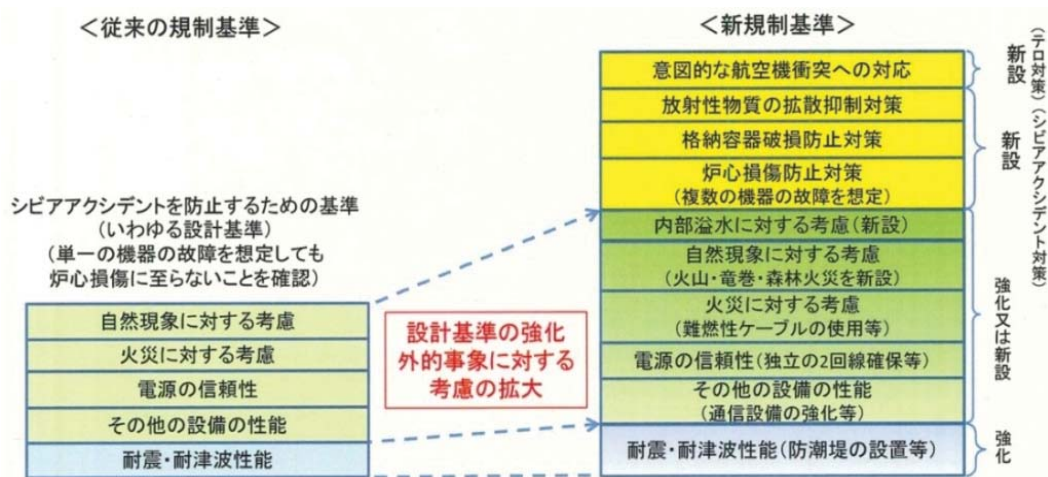 <従来の規制基準>
シビアアクシデントを防止するための基準
(いわゆる設計基準)
(単一の機器の故障を想定しても
炉心損傷に至らないことを確認)
自然現象に対する考慮
火災に対する考慮
電源の信頼性
その他の設備の性能
耐震・耐津波性能
設計基準の強化
外的事象に対する
考慮の拡大
<新規制基準>
意図的な航空機衝突への対応
放射性物質の拡散抑制対策
格納容器破損防止対策
炉心損傷防止対策
(複数の機器の故障を想定)
内部溢水に対する考慮(新設)
自然現象に対する考慮
(火山・竜巻・森林火災を新設)
火災に対する考慮
(難燃性ケーブルの使用等)
電源の信頼性(独立の2回線確保等)
その他の設備の性能
(通信設備の強化等)
耐震・耐津波性能(防潮堤の設置等)
新設
(テロ対策)
新設
(シビアアクシデント対策)
強化又は新設
強化